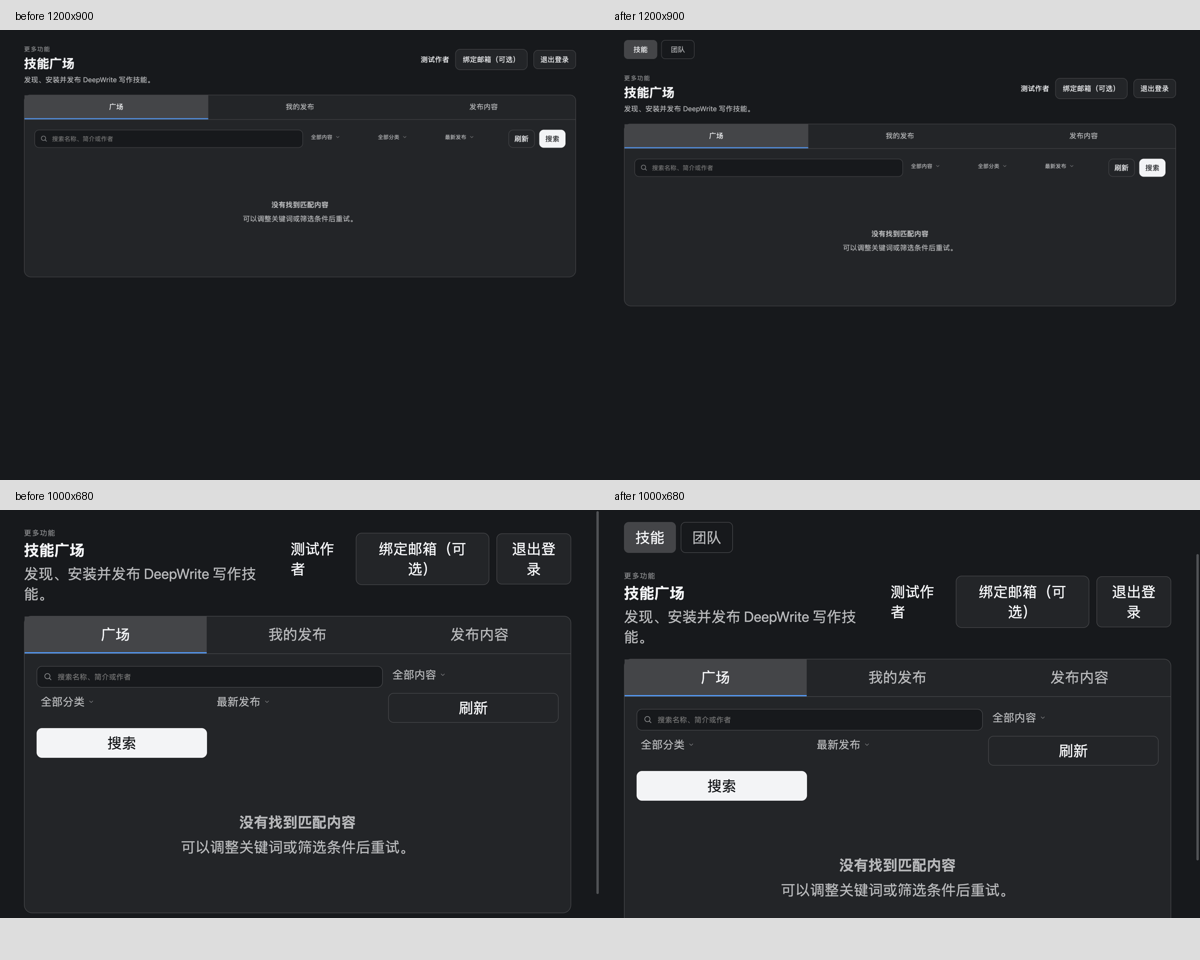 before 1200x900
更多功能
技能广场
发现、安装并发布 DeepWrite 写作技能。
测试作者
绑定邮箱（可选）
退出登录
广场
我的发布
发布内容
搜索名称、简介或作者
全部内容
全部分类
最新发布
刷新
搜索
没有找到匹配内容
可以调整关键词或筛选条件后重试。
after 1200x900
技能
团队
更多功能
技能广场
发现、安装并发布 DeepWrite 写作技能。
测试作者
绑定邮箱（可选）
退出登录
广场
我的发布
发布内容
搜索名称、简介或作者
全部内容
全部分类
最新发布
刷新
搜索
没有找到匹配内容
可以调整关键词或筛选条件后重试。
before 1000x680
更多功能
技能广场
发现、安装并发布 DeepWrite 写作技
能。
测试作
者
绑定邮箱（可
选）
退出登
录
广场
我的发布
发布内容
搜索名称、简介或作者
全部内容
全部分类
最新发布
刷新
搜索
没有找到匹配内容
可以调整关键词或筛选条件后重试。
after 1000x680
技能
团队
更多功能
技能广场
发现、安装并发布 DeepWrite 写作技
能。
测试作
者
绑定邮箱（可
选）
退出登
录
广场
我的发布
发布内容
搜索名称、简介或作者
全部内容
全部分类
最新发布
刷新
搜索
没有找到匹配内容
可以调整关键词或筛选条件后重试。